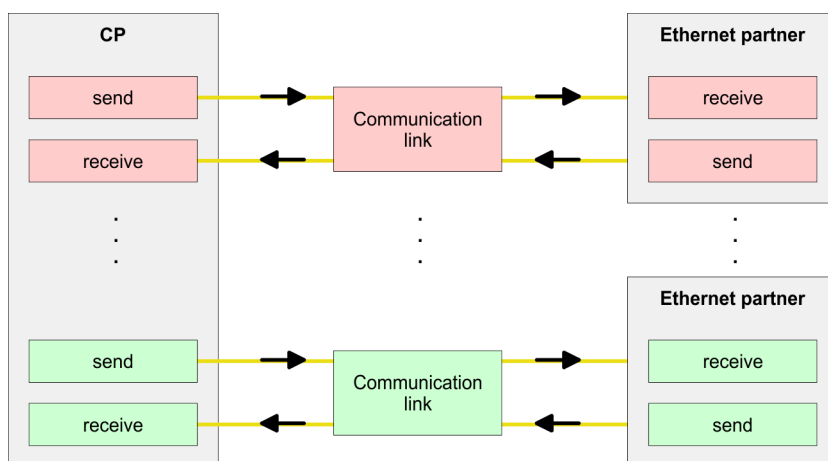 CP
Ethernet partner
send
receive
Communication
link
receive
send
.
.
.
.
.
.
.
.
.
Ethernet partner
send
receive
Communication
link
receive
send